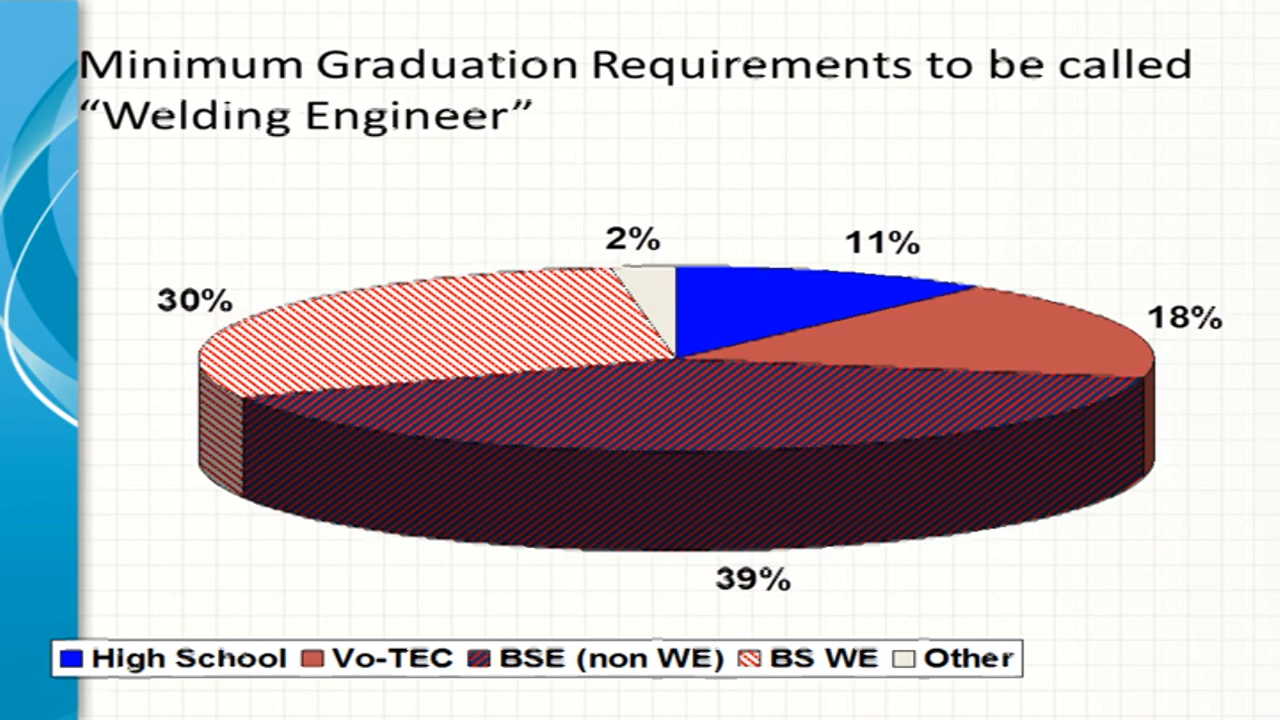 Minimum Graduation Requirements to be called
“Welding Engineer”
2%
11%
30%
18%
39%
High School Vo-TEC BSE (non WE) BS WE Other